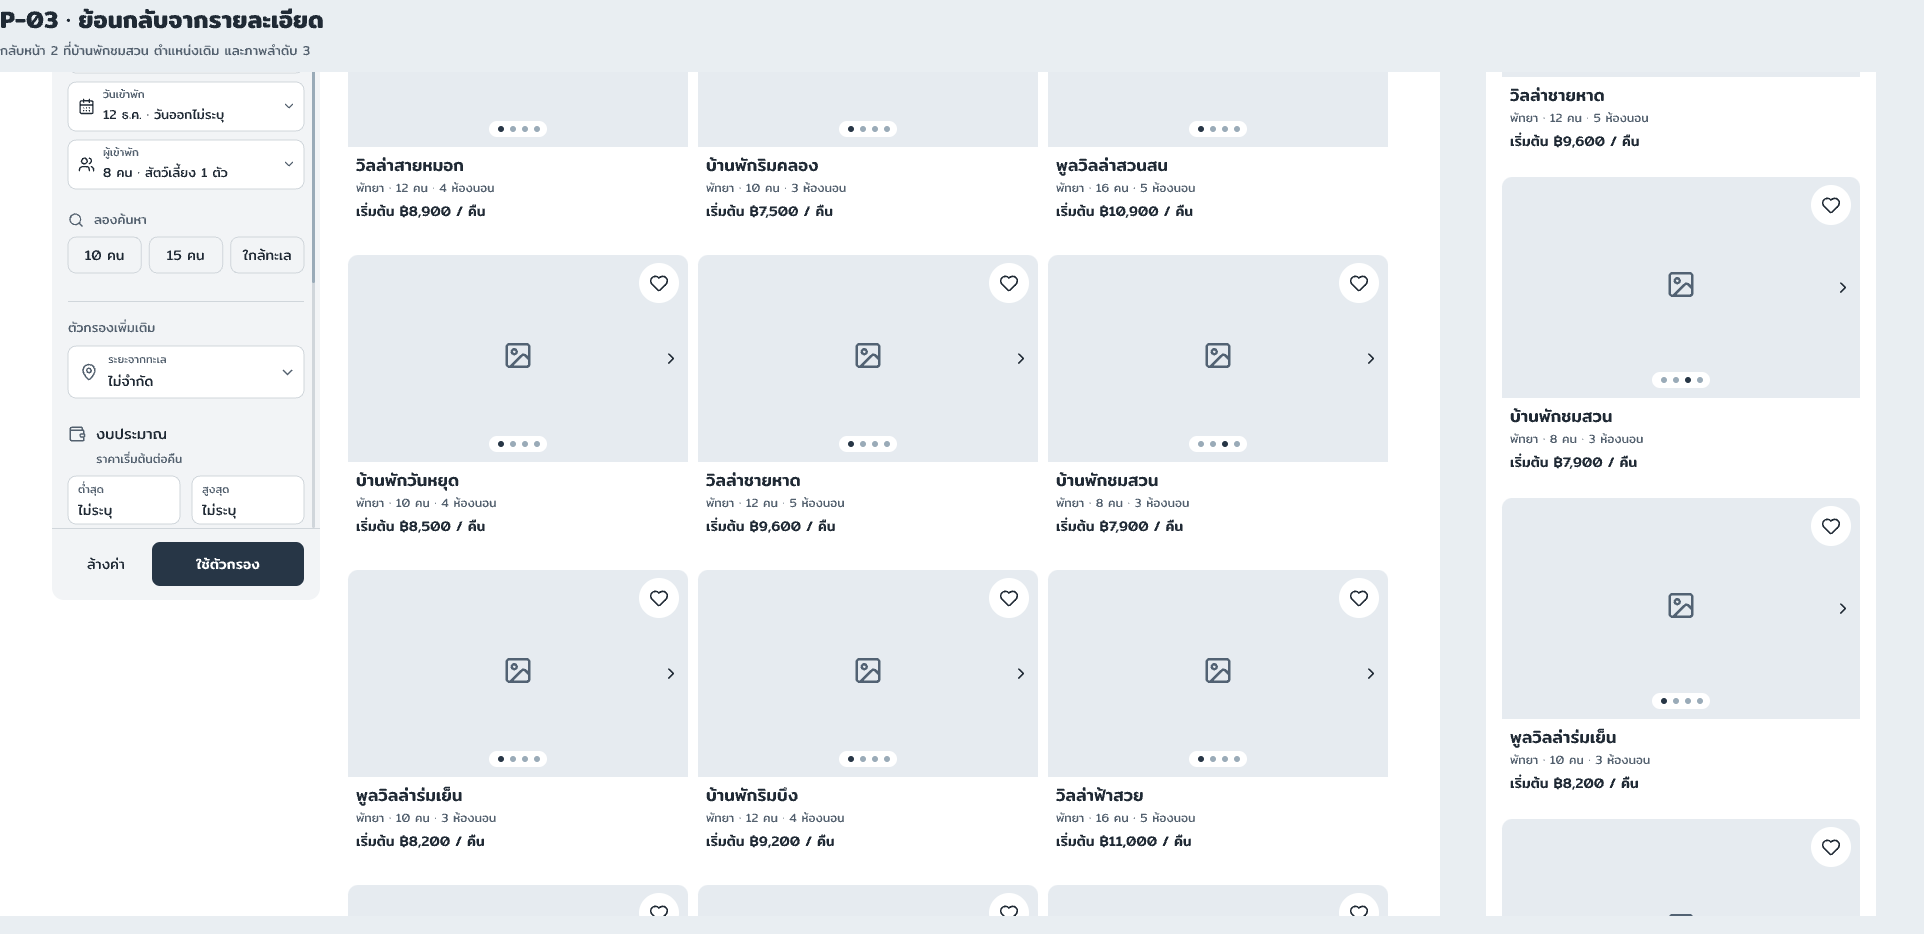 P-03 · ย้อนกลับจากรายละเอียด
กลับหน้า 2 ที่บ้านพักชมสวน ตำแหน่งเดิม และภาพลำดับ 3
วันเข้าพัก
12 ธ.ค. · วันออกไม่ระบุ
ผู้เข้าพัก
8 คน · สัตว์เลี้ยง 1 ตัว
ลองค้นหา
10 คน
15 คน
ใกล้ทะเล
ตัวกรองเพิ่มเติม
ระยะจากทะเล
ไม่จำกัด
งบประมาณ
ราคาเริ่มต้นต่อคืน
ต่ำสุด
ไม่ระบุ
สูงสุด
ไม่ระบุ
ล้างค่า
ใช้ตัวกรอง
วิลล่าสายหมอก
พัทยา · 12 คน · 4 ห้องนอน
เริ่มต้น ฿8,900 / คืน
บ้านพักริมคลอง
พัทยา · 10 คน · 3 ห้องนอน
เริ่มต้น ฿7,500 / คืน
พูลวิลล่าสวนสน
พัทยา · 16 คน · 5 ห้องนอน
เริ่มต้น ฿10,900 / คืน
บ้านพักวันหยุด
พัทยา · 10 คน · 4 ห้องนอน
เริ่มต้น ฿8,500 / คืน
วิลล่าชายหาด
พัทยา · 12 คน · 5 ห้องนอน
เริ่มต้น ฿9,600 / คืน
บ้านพักชมสวน
พัทยา · 8 คน · 3 ห้องนอน
เริ่มต้น ฿7,900 / คืน
พูลวิลล่าร่มเย็น
พัทยา · 10 คน · 3 ห้องนอน
เริ่มต้น ฿8,200 / คืน
บ้านพักริมบึง
พัทยา · 12 คน · 4 ห้องนอน
เริ่มต้น ฿9,200 / คืน
วิลล่าฟ้าสวย
พัทยา · 16 คน · 5 ห้องนอน
เริ่มต้น ฿11,000 / คืน
วิลล่าชายหาด
พัทยา · 12 คน · 5 ห้องนอน
เริ่มต้น ฿9,600 / คืน
บ้านพักชมสวน
พัทยา · 8 คน · 3 ห้องนอน
เริ่มต้น ฿7,900 / คืน
พูลวิลล่าร่มเย็น
พัทยา · 10 คน · 3 ห้องนอน
เริ่มต้น ฿8,200 / คืน